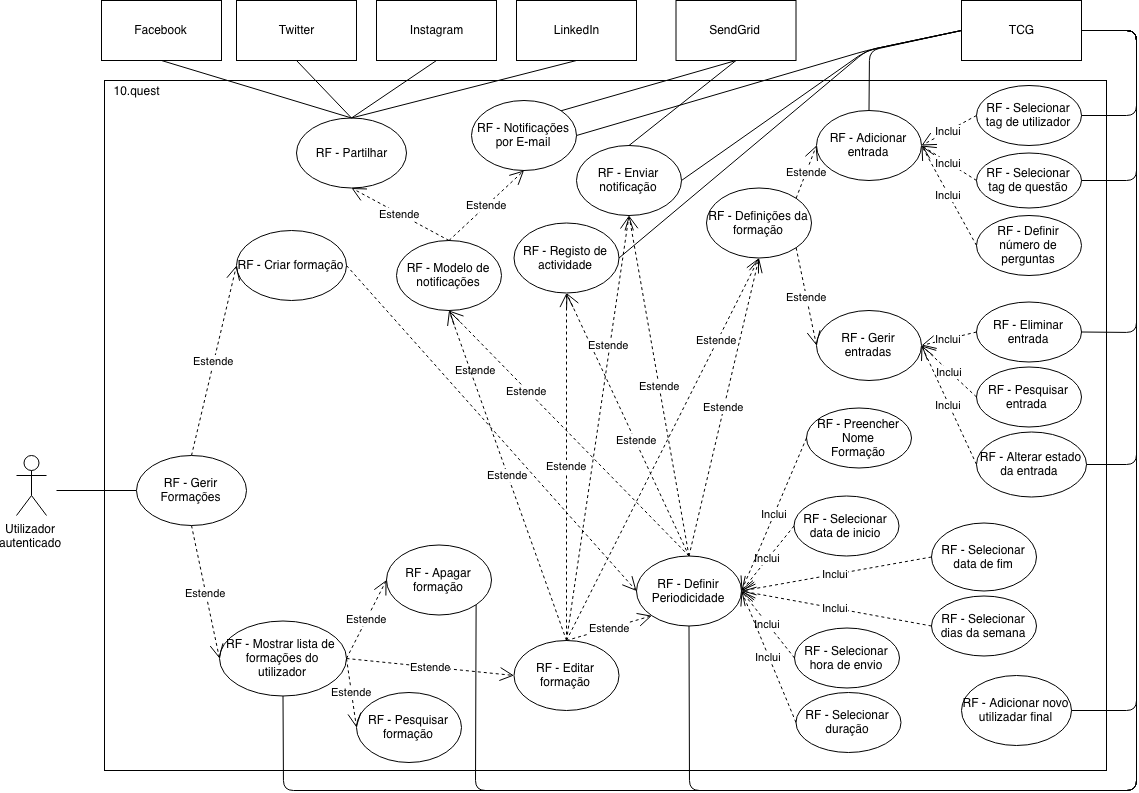 Facebook
Twitter
Instagram
LinkedIn
SendGrid
TCG
10.quest
RF - Partilhar
RF - Notificações
por E-mail
RF - Enviar
notificação
RF - Adicionar
entrada
RF - Selecionar
tag de utilizador
Inclui
RF - Selecionar
tag de questão
Inclui
RF - Definir
número de
perguntas
Inclui
Estende
Estende
Estende
RF - Definições da
formação
RF - Criar formação
RF - Modelo de
notificações
RF - Registo de
actividade
Estende
RF - Gerir
entradas
RF - Eliminar
entrada
Inclui
RF - Pesquisar
entrada
Inclui
RF - Alterar estado
da entrada
Inclui
Estende
Estende
Estende
Estende
Estende
Estende
Estende
Estende
Estende
Estende
RF - Preencher
Nome
Formação
Utilizador
autenticado
RF - Gerir
Formações
Inclui
RF - Selecionar
data de inicio
Inclui
RF - Selecionar
data de fim
Inclui
Estende
RF - Apagar
formação
RF - Definir
Periodicidade
Inclui
RF - Selecionar
dias da semana
Estende
Estende
Inclui
RF - Selecionar
hora de envio
Inclui
RF - Mostrar lista de
formações do
utilizador
Estende
RF - Editar
formação
Estende
RF - Pesquisar
formação
RF - Selecionar
duração
RF - Adicionar novo
utilizadar final